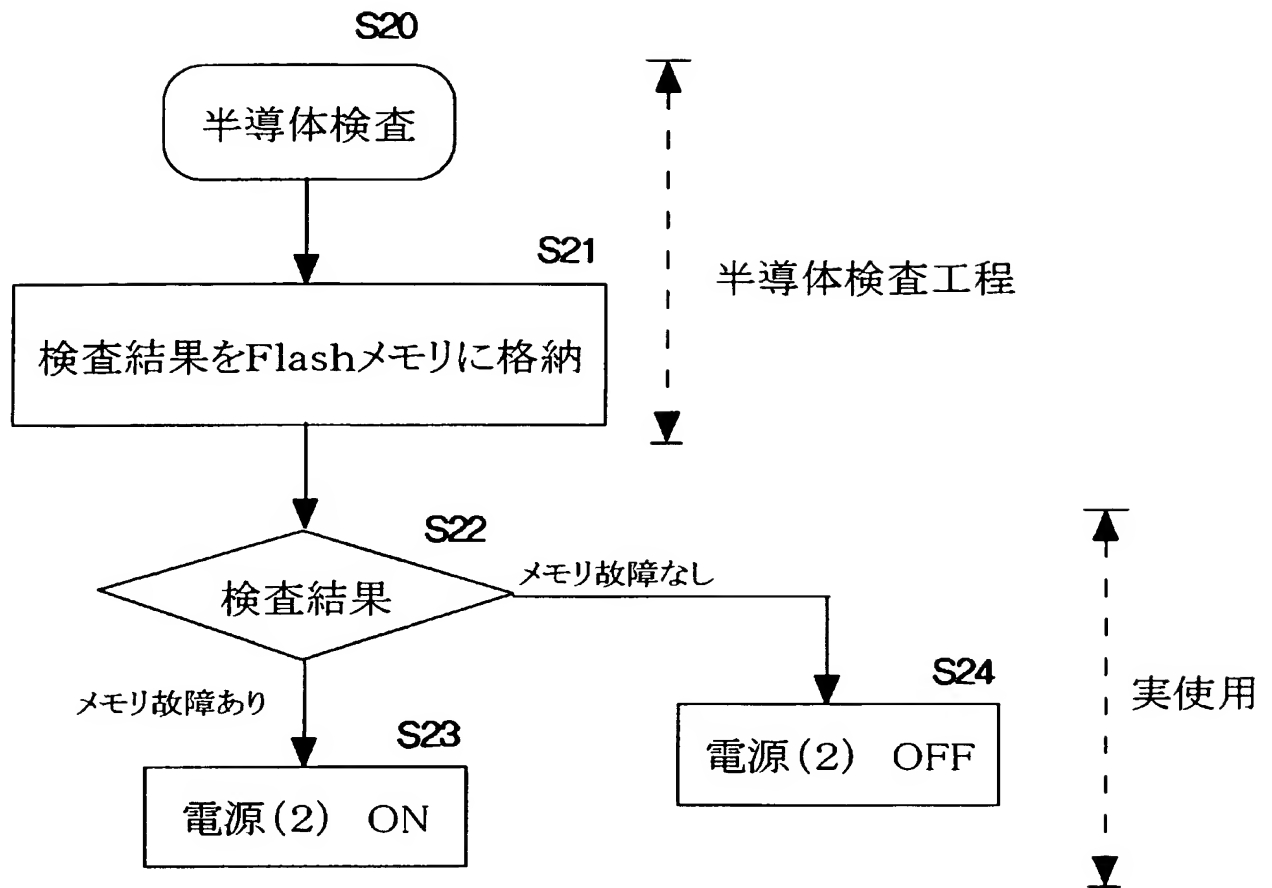 S20
半導体検査
S21
検査結果をFlashメモリに格納
半導体検査工程
S22
検査結果
メモリ故障なし
メモリ故障あり
S23
電源(2) ON
S24
電源(2) OFF
実使用